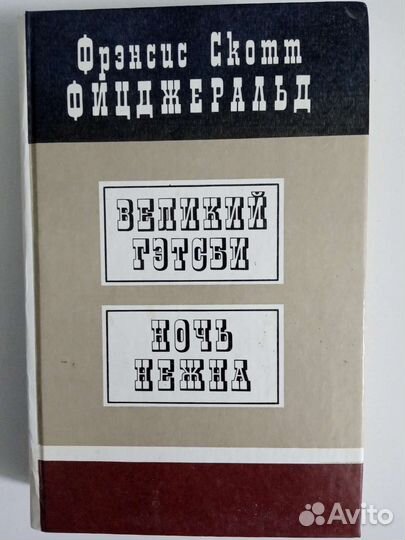 Фрэнсис Скотт
ФИЦДЖЕРАЛЬД
ВЕЛИКИЙ
ГЭТСБИ
НОЧЬ
НЕЖНА
Avito